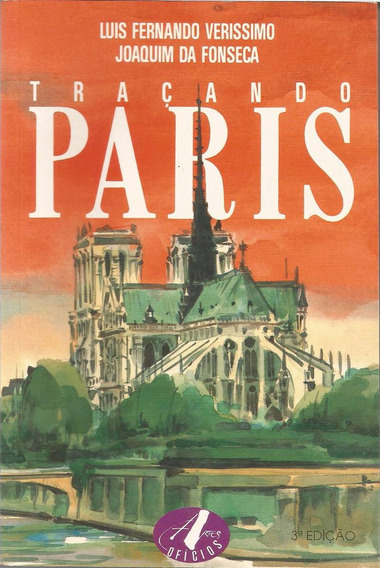 LUIS FERNANDO VERISSIMO
JOAQUIM DA FONSECA
TRAÇANDO
PARIS
3ª EDIÇÃO
Artes
OFÍCIOS